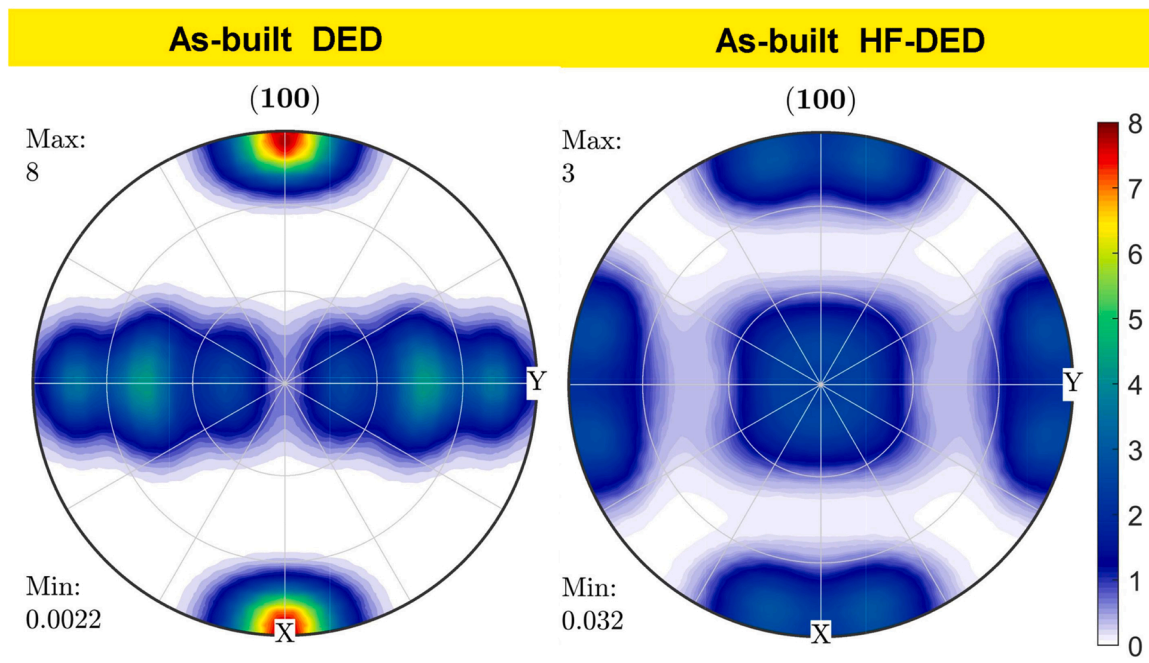 As-built DED
As-built HF-DED
(100)
Max:
8
Min:
0.0022
X
Y
(100)
Max:
3
Min:
0.032
X
Y
8
7
6
5
4
3
2
1
0